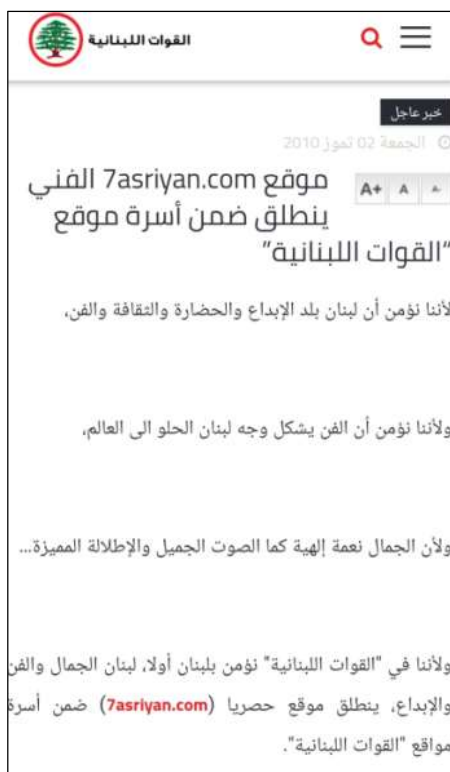 القوات اللبنانية
خبر عاجل
الجمعة 02 تموز 2010
A+ A A-
موقع 7asriyan.com الفني
ينطلق ضمن أسرة موقع
“القوات اللبنانية”
لأننا نؤمن أن لبنان بلد الإبداع والحضارة والثقافة والفن،
ولأننا نؤمن أن الفن يشكل وجه لبنان الحلو الى العالم،
ولأن الجمال نعمة إلهية كما الصوت الجميل والإطلالة المميزة...
ولأننا في "القوات اللبنانية" نؤمن بلبنان أولا، لبنان الجمال والفن
والإبداع، ينطلق موقع حصريا (7asriyan.com) ضمن أسرة
مواقع "القوات اللبنانية".